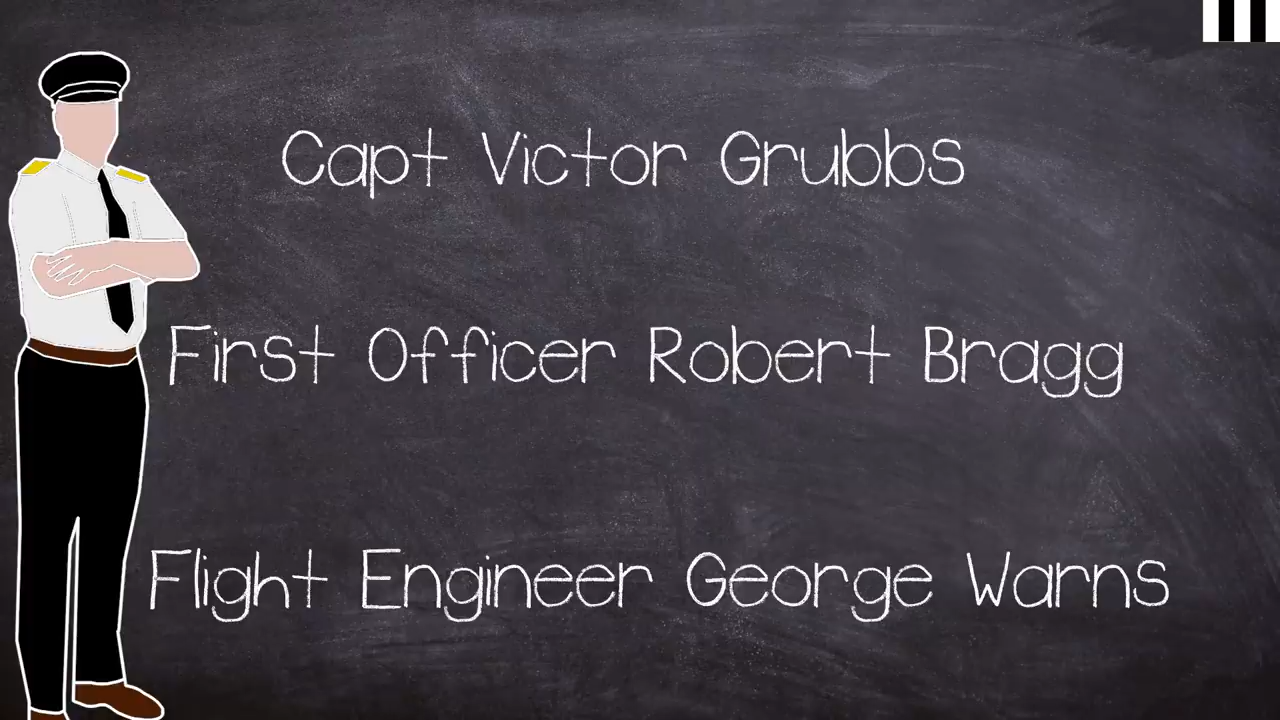 Capt Victor Grubbs
First Officer Robert Bragg
Flight Engineer George Warns